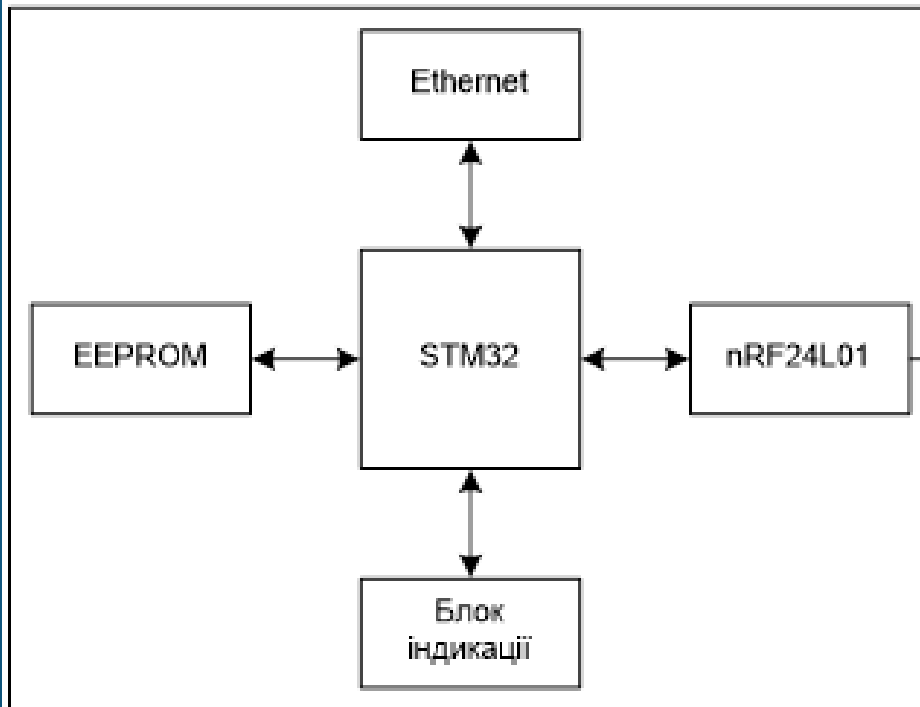 Ethernet
EEPROM
STM32
nRF24L01
Блок
індикації